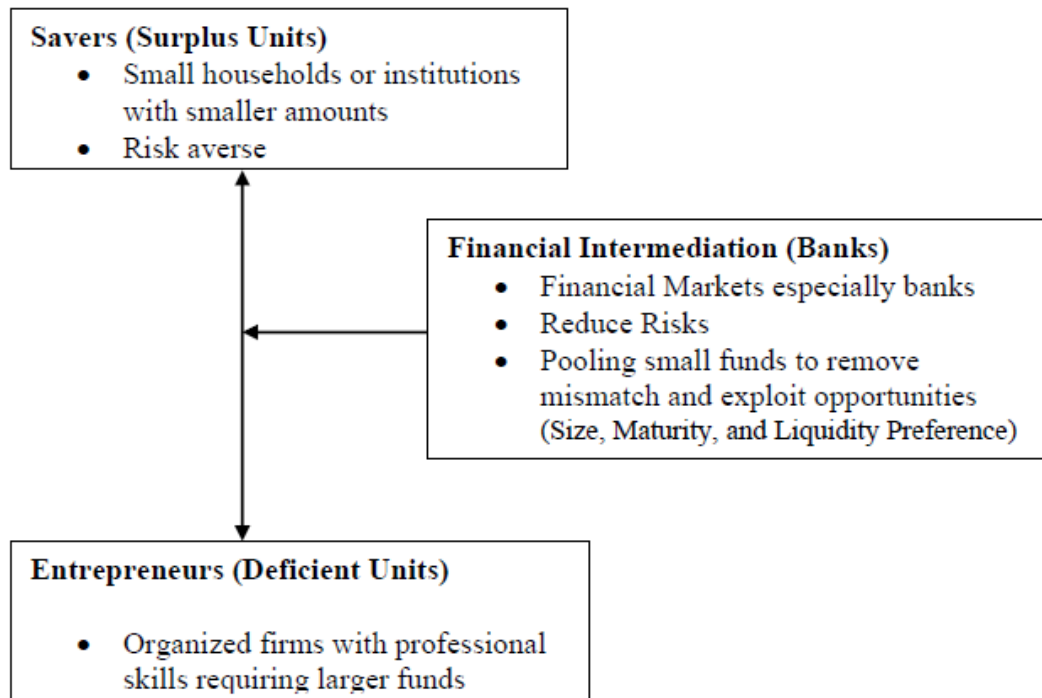 Savers (Surplus Units)
• Small households or institutions
with smaller amounts
• Risk averse
Financial Intermediation (Banks)
• Financial Markets especially banks
• Reduce Risks
• Pooling small funds to remove
mismatch and exploit opportunities
(Size, Maturity, and Liquidity Preference)
Entrepreneurs (Deficient Units)
• Organized firms with professional
skills requiring larger funds